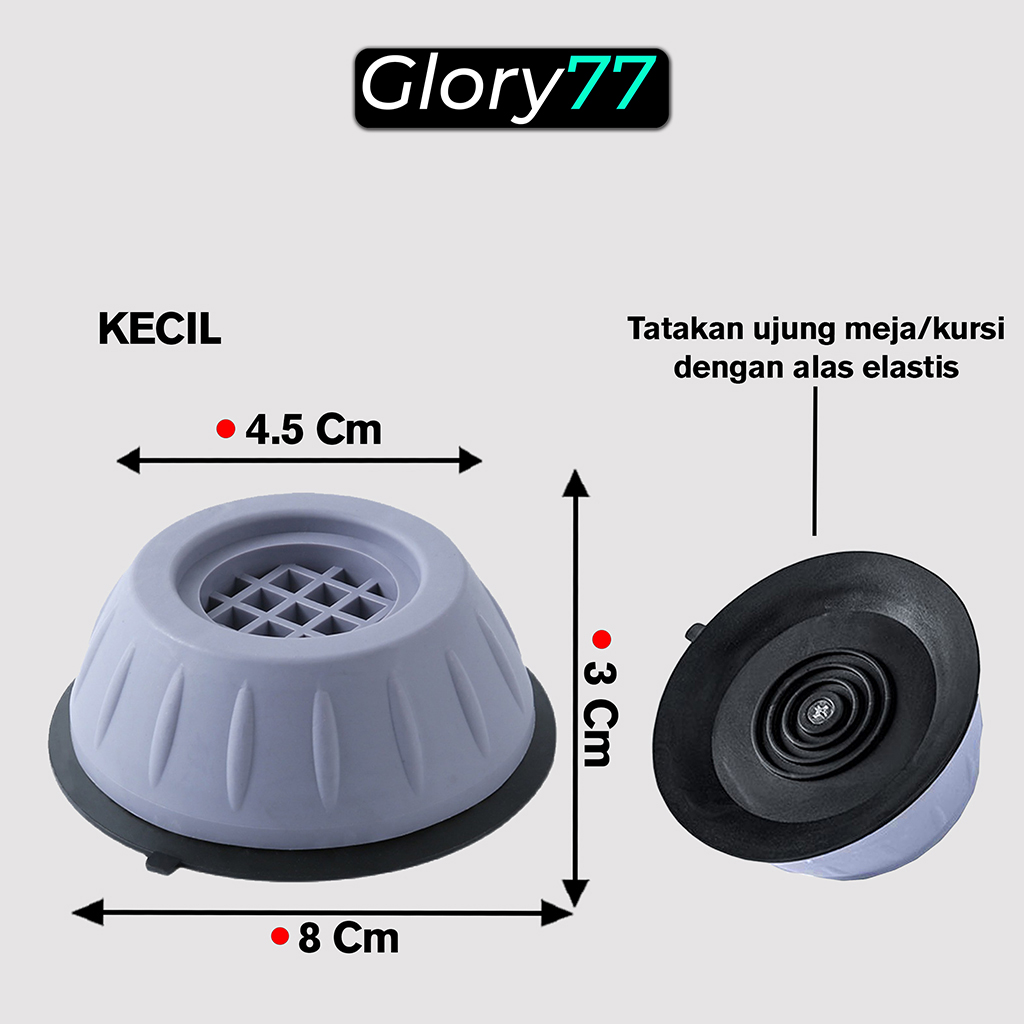 Glory77
KECIL
Tatakan ujung meja/kursi
dengan alas elastis
4.5 Cm
3 Cm
8 Cm